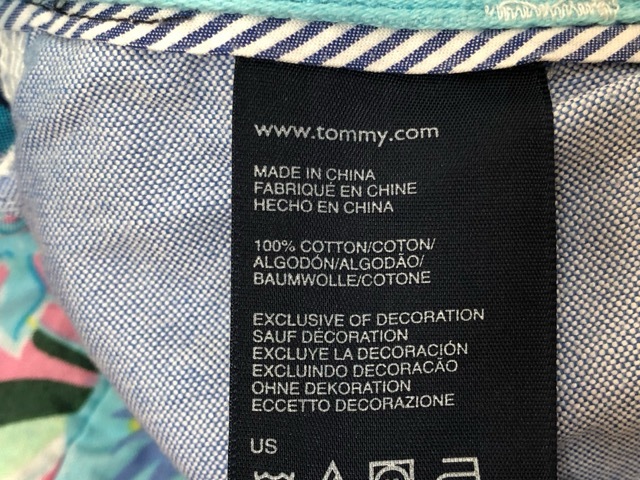 www.tommy.com
MADE IN CHINA
FABRIQUÉ EN CHINE
HECHO EN CHINA
100% COTTON/COTON/
ALGODÓN/ALGODÃO/
BAUMWOLLE/COTONE
EXCLUSIVE OF DECORATION
SAUF DÉCORATION
EXCLUYE LA DECORACIÓN
EXCLUINDO DECORACÃO
OHNE DEKORATION
ECCETTO DECORAZIONE
US